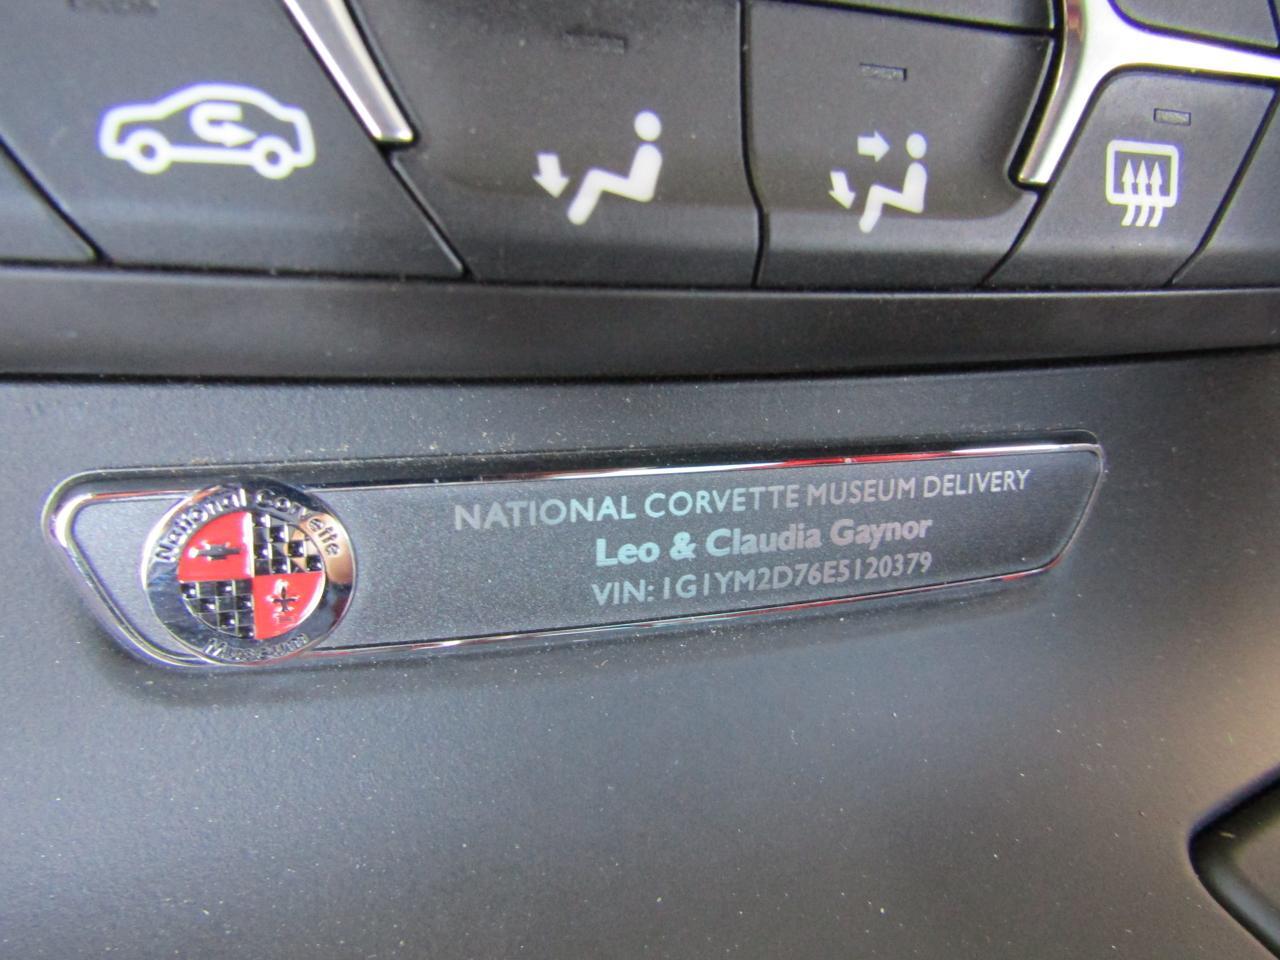 National Corvette
Museum
NATIONAL CORVETTE MUSEUM DELIVERY
Leo & Claudia Gaynor
VIN: 1G1YM2D76E5120379